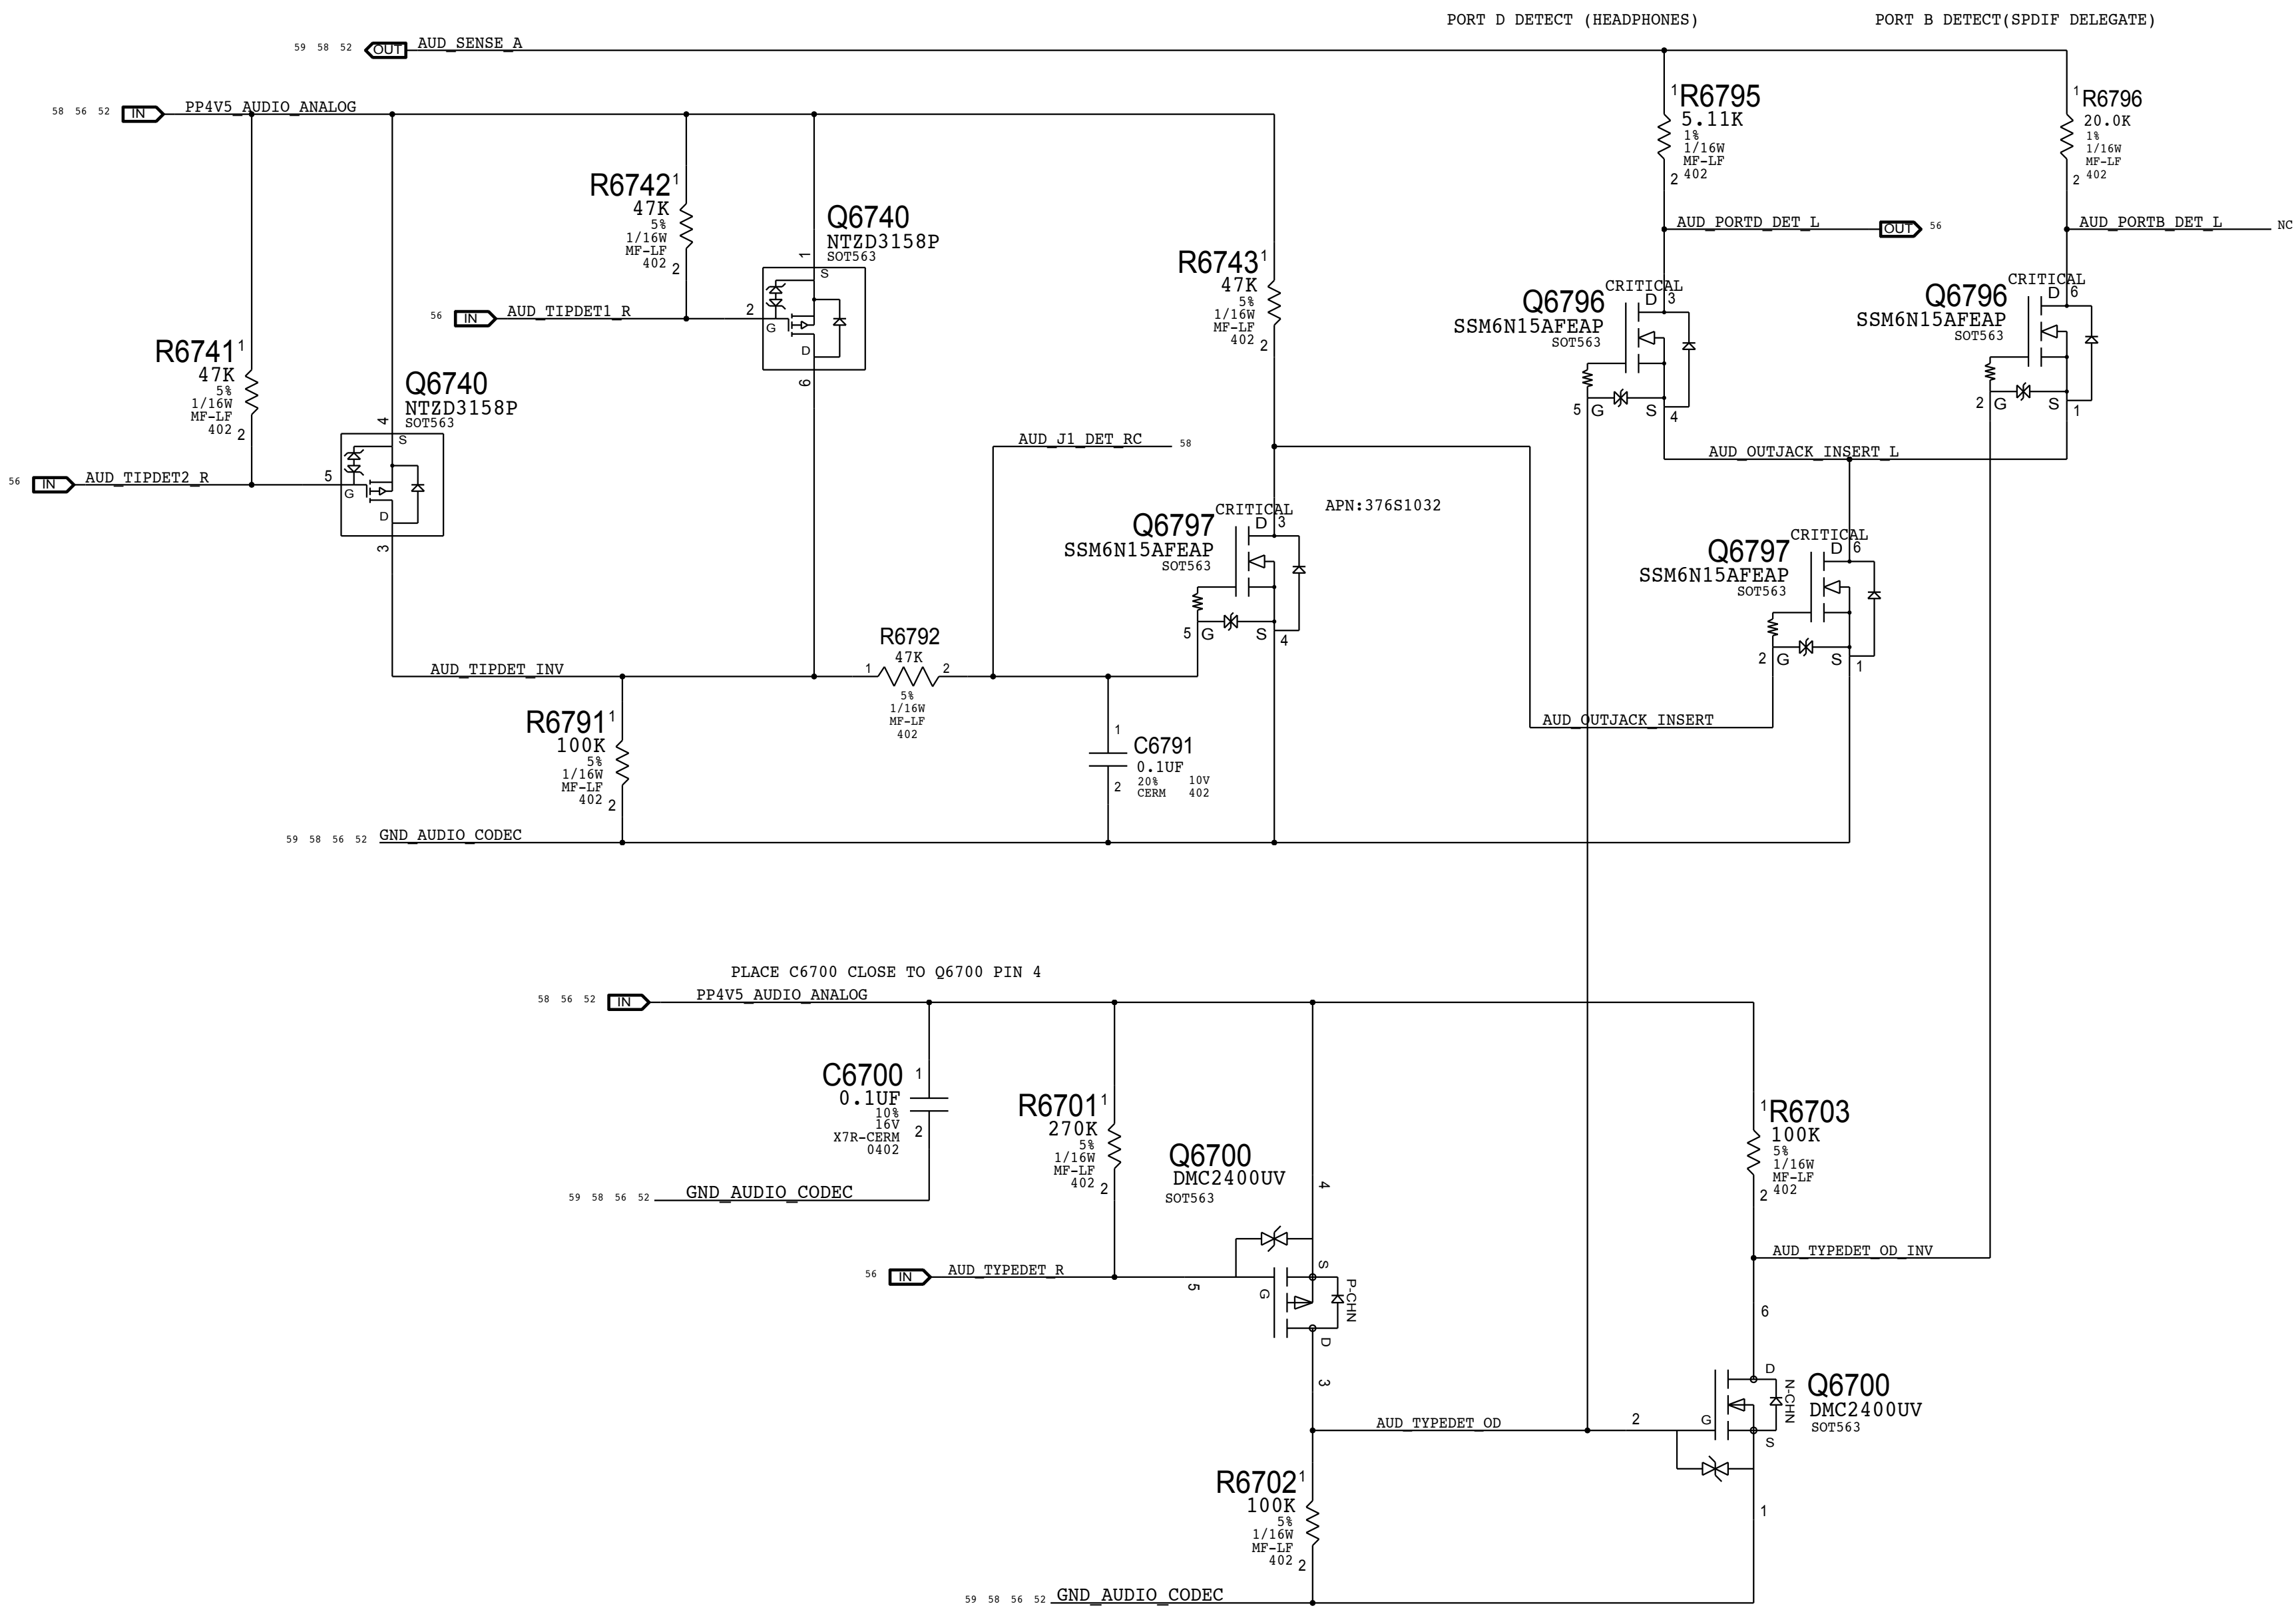 PORT D DETECT (HEADPHONES)
PORT B DETECT(SPDIF DELEGATE)
59 58 52 OUT AUD_SENSE_A
58 56 52 IN PP4V5_AUDIO_ANALOG
1 R6795
5.11K
1%
1/16W
MF-LF
2 402
1 R6796
20.0K
1%
1/16W
MF-LF
2 402
R6742 1
47K
5%
1/16W
MF-LF
402 2
Q6740
NTZD3158P
SOT563
1
S
2
G
D
6
56 IN AUD_TIPDET1_R
AUD_PORTD_DET_L OUT 56
AUD_PORTB_DET_L NC
R6743 1
47K
5%
1/16W
MF-LF
402 2
CRITICAL
Q6796
D 3
SSM6N15AFEAP
SOT563
5 G S 4
CRITICAL
Q6796
D 6
SSM6N15AFEAP
SOT563
2 G S 1
R6741 1
47K
5%
1/16W
MF-LF
402 2
Q6740
NTZD3158P
SOT563
4
S
5
G
D
3
56 IN AUD_TIPDET2_R
AUD_J1_DET_RC 58
AUD_OUTJACK_INSERT_L
APN:376S1032
CRITICAL
Q6797
D 3
SSM6N15AFEAP
SOT563
5 G S 4
CRITICAL
Q6797
D 6
SSM6N15AFEAP
SOT563
2 G S 1
AUD_TIPDET_INV
R6792
1 47K 2
5%
1/16W
MF-LF
402
R6791 1
100K
5%
1/16W
MF-LF
402 2
1
C6791
0.1UF
2 20% 10V
CERM 402
AUD_OUTJACK_INSERT
59 58 56 52 GND_AUDIO_CODEC
PLACE C6700 CLOSE TO Q6700 PIN 4
58 56 52 IN PP4V5_AUDIO_ANALOG
C6700 1
0.1UF
10%
16V 2
X7R-CERM
0402
R6701 1
270K
5%
1/16W
MF-LF
402 2
Q6700
DMC2400UV
SOT563
4
1 R6703
100K
5%
1/16W
MF-LF
2 402
59 58 56 52 GND_AUDIO_CODEC
56 IN AUD_TYPEDET_R
5
G
S
P-CHN
D
3
AUD_TYPEDET_OD_INV
6
AUD_TYPEDET_OD
2
G
D
N-CHN
S
Q6700
DMC2400UV
SOT563
1
R6702 1
100K
5%
1/16W
MF-LF
402 2
59 58 56 52 GND_AUDIO_CODEC